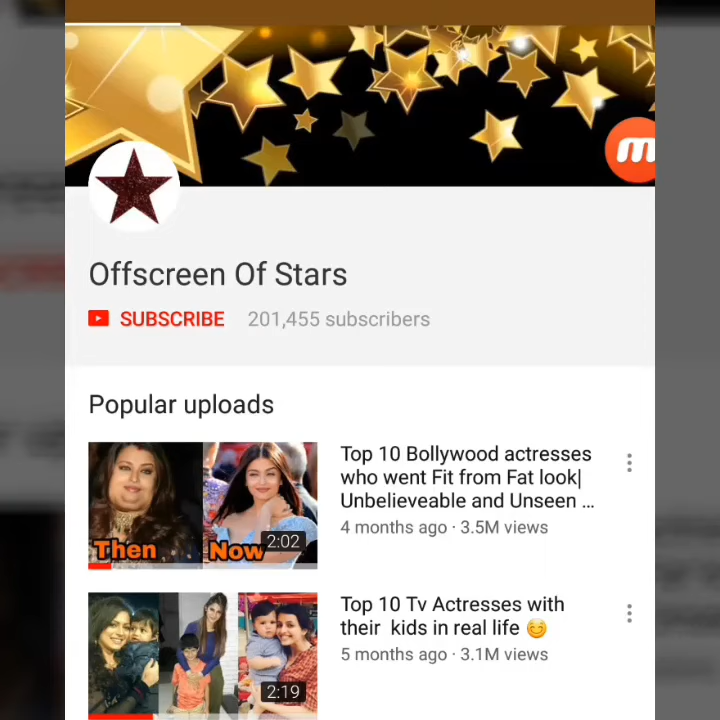 m
Offscreen Of Stars
SUBSCRIBE 201,455 subscribers
Popular uploads
Then
Now
2:02
Top 10 Bollywood actresses
who went Fit from Fat look|
Unbelieveable and Unseen ...
4 months ago · 3.5M views
2:19
Top 10 Tv Actresses with
their kids in real life 😊
5 months ago · 3.1M views